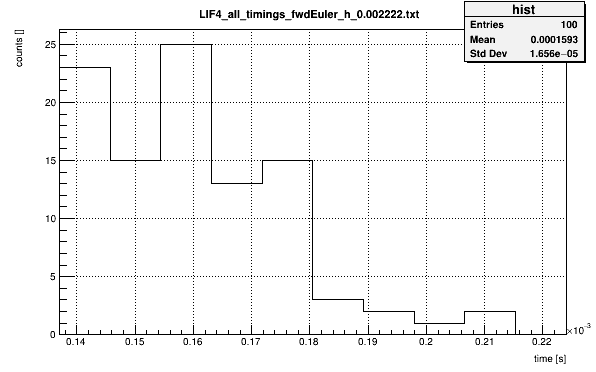 LIF4_all_timings_fwdEuler_h_0.002222.txt
hist
Entries 100
Mean 0.0001593
Std Dev 1.656e−05
counts []
25
20
15
10
5
0
0.14 0.15 0.16 0.17 0.18 0.19 0.2 0.21 0.22
×10⁻³
time [s]